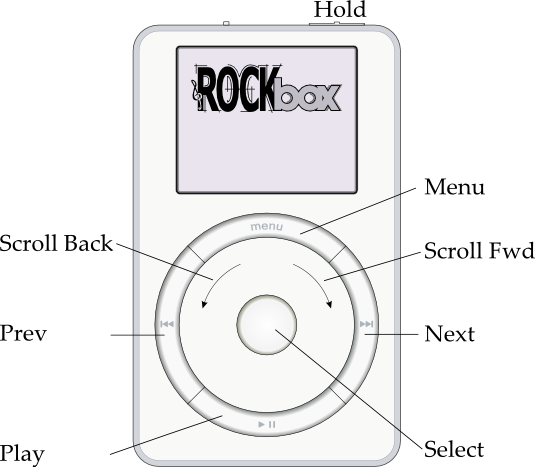 Hold
ROCKbox
Menu
menu
Scroll Back
Scroll Fwd
Prev
Next
Play
Select